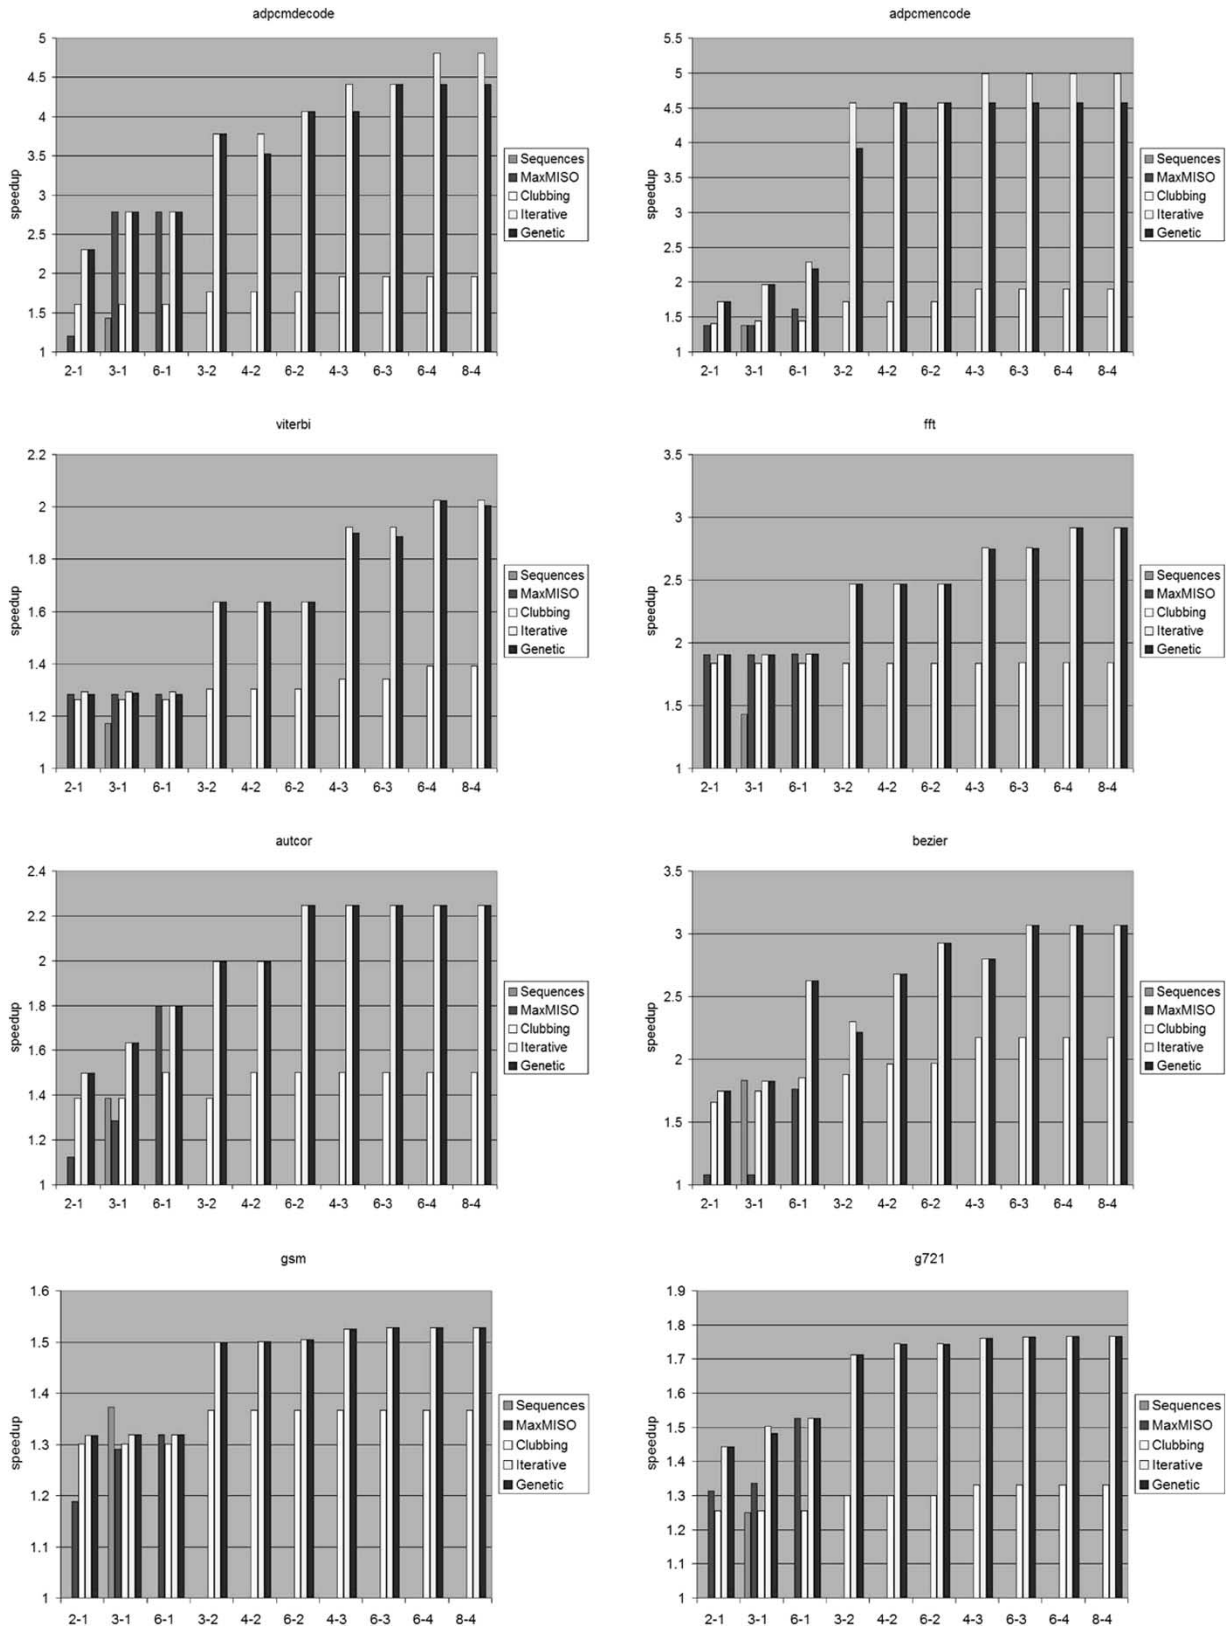 adpcmdecode
5
4.5
4
3.5
3
2.5
2
1.5
1
speedup
2-1 3-1 6-1 3-2 4-2 6-2 4-3 6-3 6-4 8-4
Sequences
MaxMISO
Clubbing
Iterative
Genetic
adpcmencode
5.5
5
4.5
4
3.5
3
2.5
2
1.5
1
speedup
2-1 3-1 6-1 3-2 4-2 6-2 4-3 6-3 6-4 8-4
Sequences
MaxMISO
Clubbing
Iterative
Genetic
viterbi
2.2
2
1.8
1.6
1.4
1.2
1
speedup
2-1 3-1 6-1 3-2 4-2 6-2 4-3 6-3 6-4 8-4
Sequences
MaxMISO
Clubbing
Iterative
Genetic
fft
3.5
3
2.5
2
1.5
1
speedup
2-1 3-1 6-1 3-2 4-2 6-2 4-3 6-3 6-4 8-4
Sequences
MaxMISO
Clubbing
Iterative
Genetic
autcor
2.4
2.2
2
1.8
1.6
1.4
1.2
1
speedup
2-1 3-1 6-1 3-2 4-2 6-2 4-3 6-3 6-4 8-4
Sequences
MaxMISO
Clubbing
Iterative
Genetic
bezier
3.5
3
2.5
2
1.5
1
speedup
2-1 3-1 6-1 3-2 4-2 6-2 4-3 6-3 6-4 8-4
Sequences
MaxMISO
Clubbing
Iterative
Genetic
gsm
1.6
1.5
1.4
1.3
1.2
1.1
1
speedup
2-1 3-1 6-1 3-2 4-2 6-2 4-3 6-3 6-4 8-4
Sequences
MaxMISO
Clubbing
Iterative
Genetic
g721
1.9
1.8
1.7
1.6
1.5
1.4
1.3
1.2
1.1
1
speedup
2-1 3-1 6-1 3-2 4-2 6-2 4-3 6-3 6-4 8-4
Sequences
MaxMISO
Clubbing
Iterative
Genetic